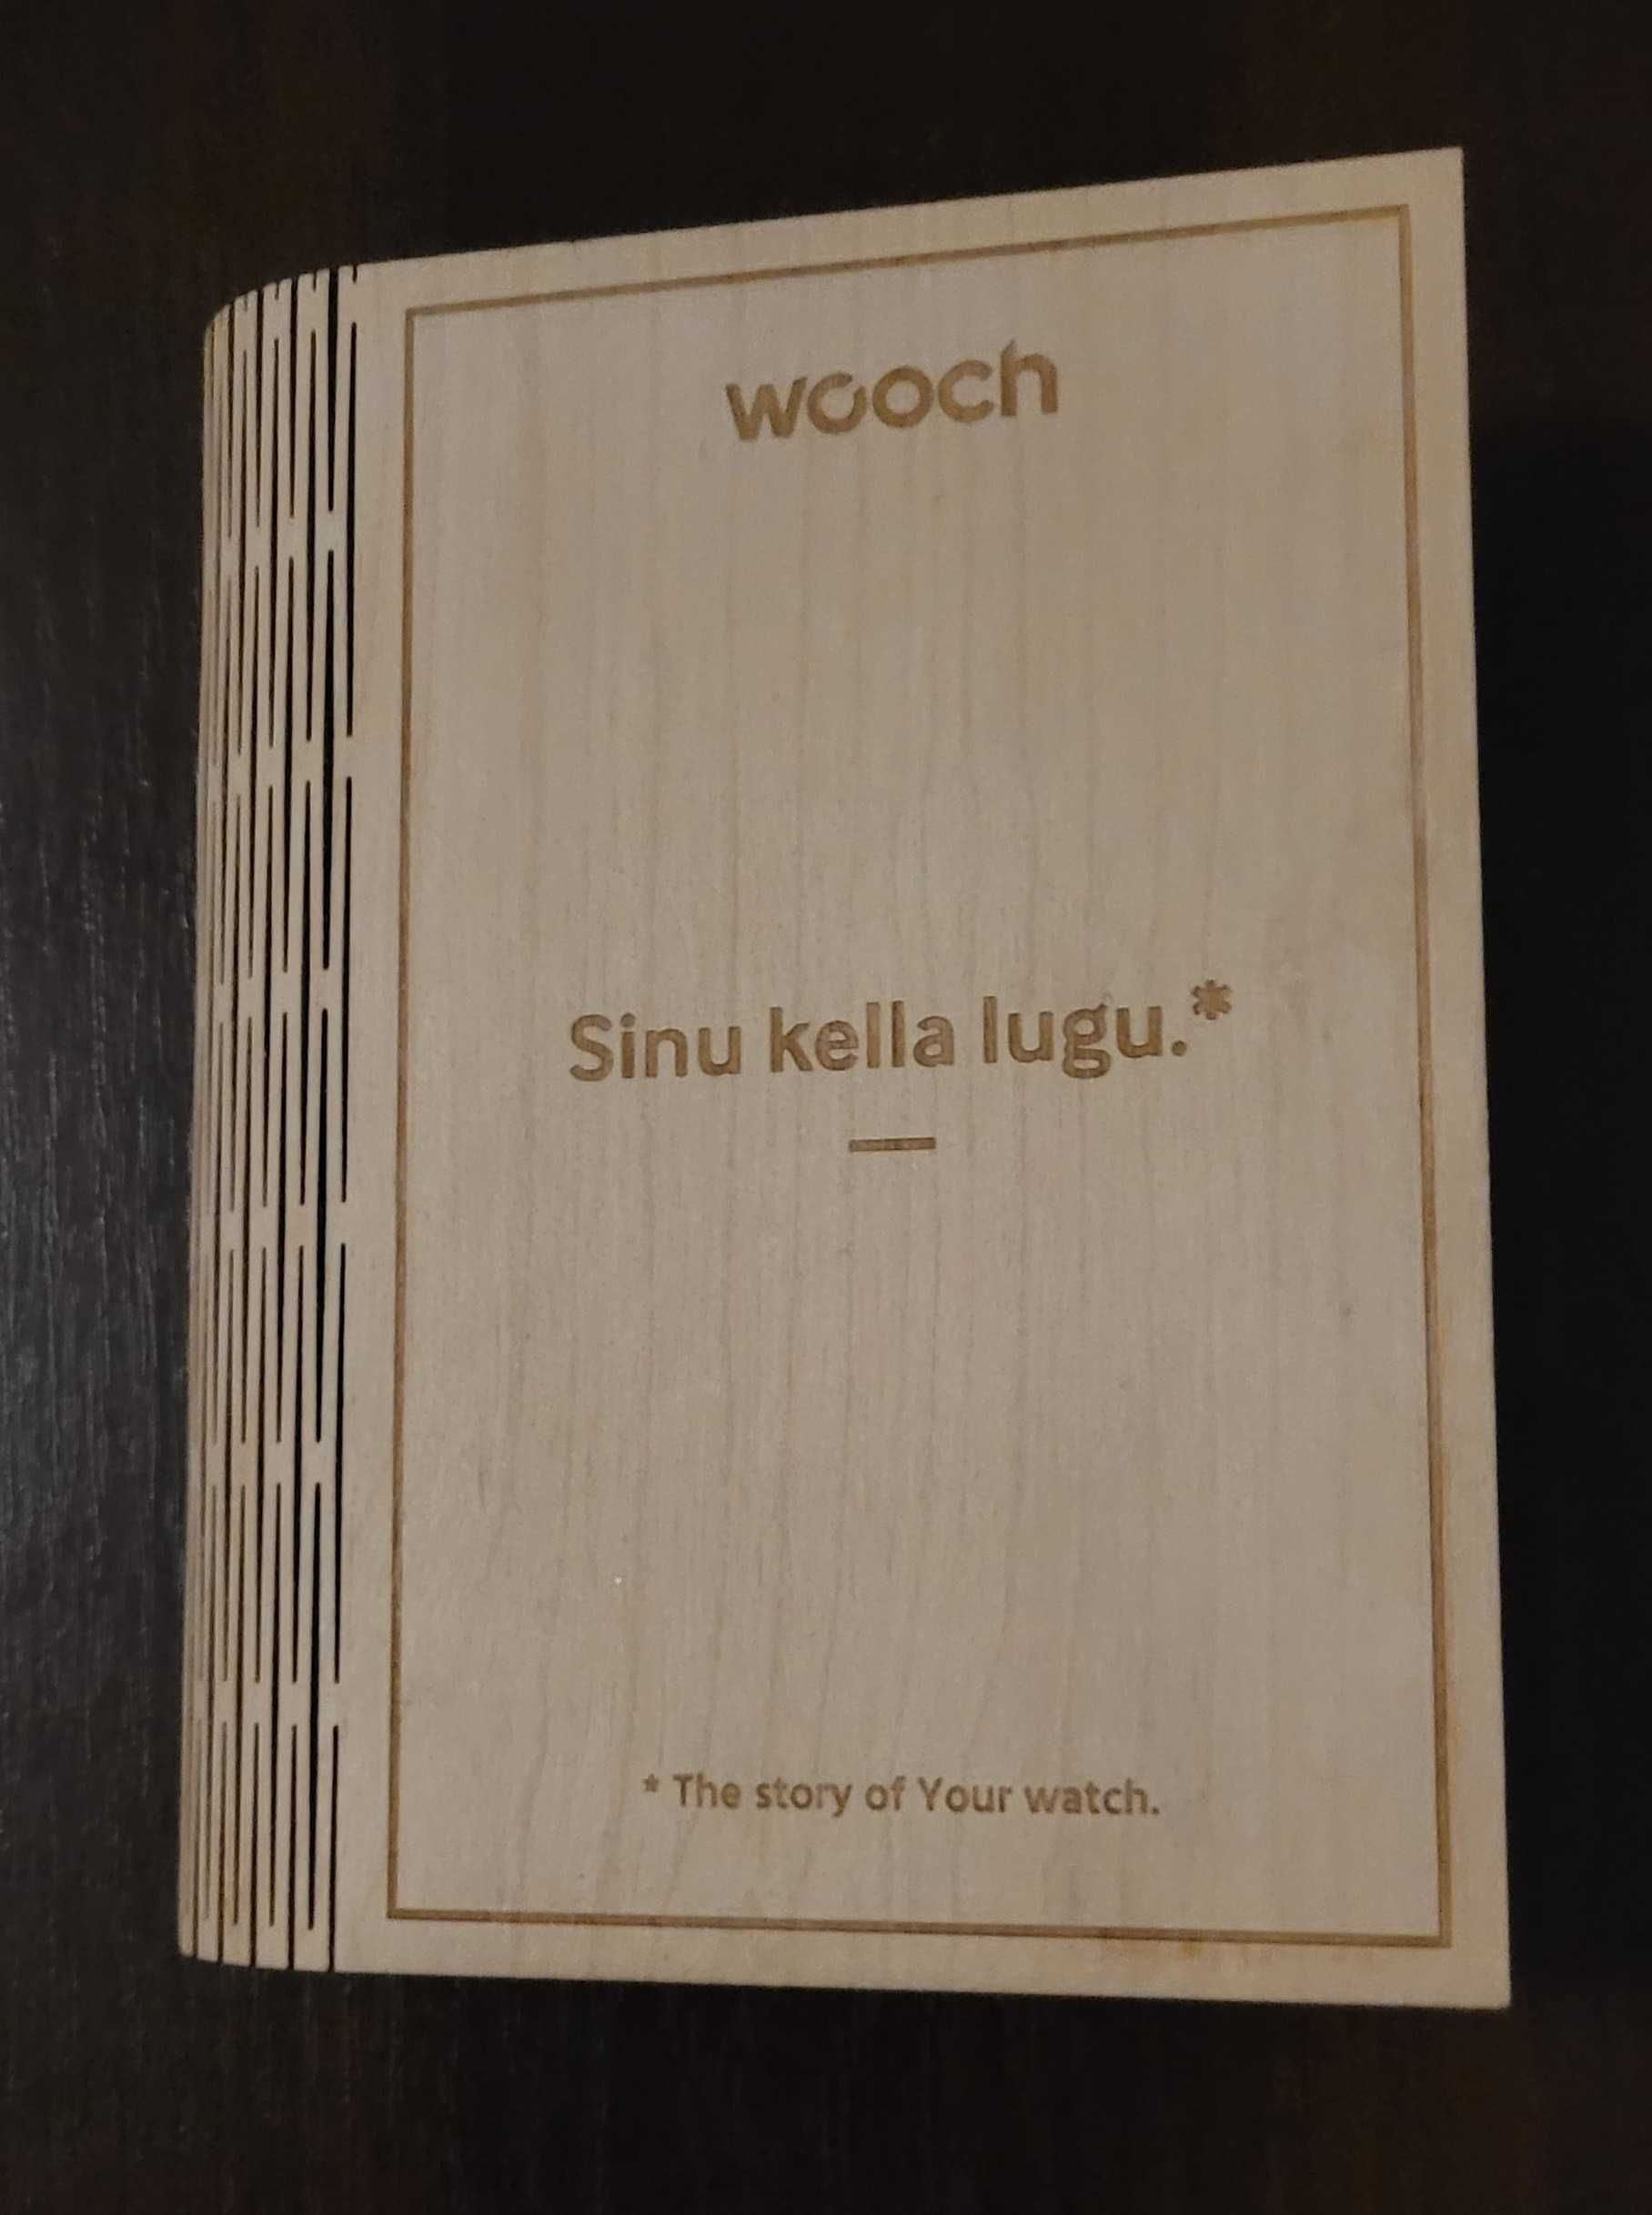 wooch
Sinu kella lugu.*
* The story of Your watch.